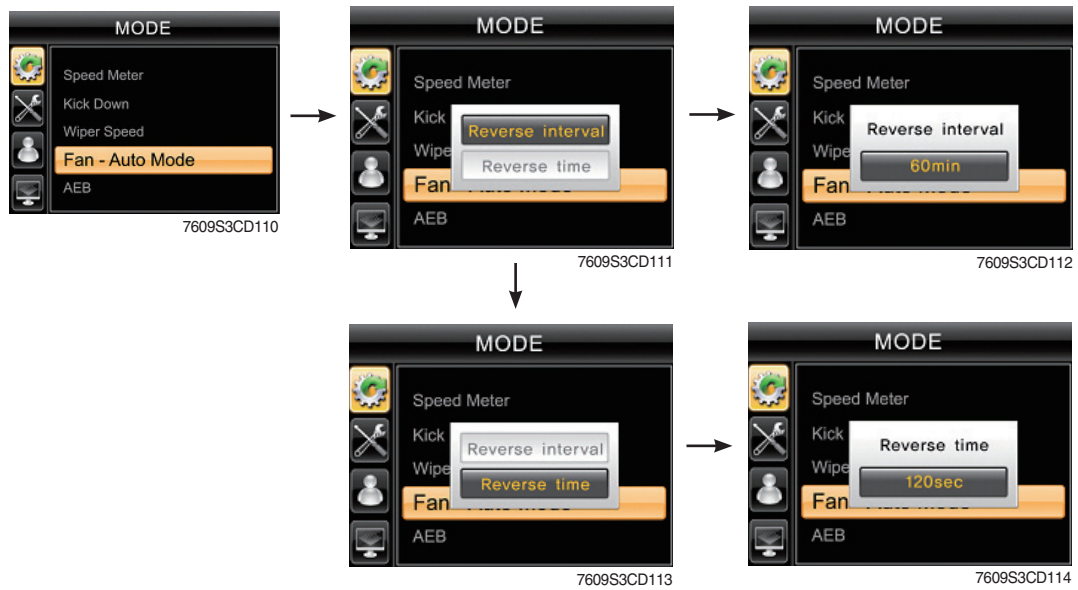 MODE
Speed Meter
Kick Down
Wiper Speed
Fan - Auto Mode
AEB
7609S3CD110
MODE
Speed Meter
Kick
Wipe
Fan
AEB
Reverse interval
Reverse time
7609S3CD111
MODE
Speed Meter
Kick
Wipe
Fan
AEB
Reverse interval
60min
7609S3CD112
MODE
Speed Meter
Kick
Wipe
Fan
AEB
Reverse interval
Reverse time
7609S3CD113
MODE
Speed Meter
Kick
Wipe
Fan
AEB
Reverse time
120sec
7609S3CD114